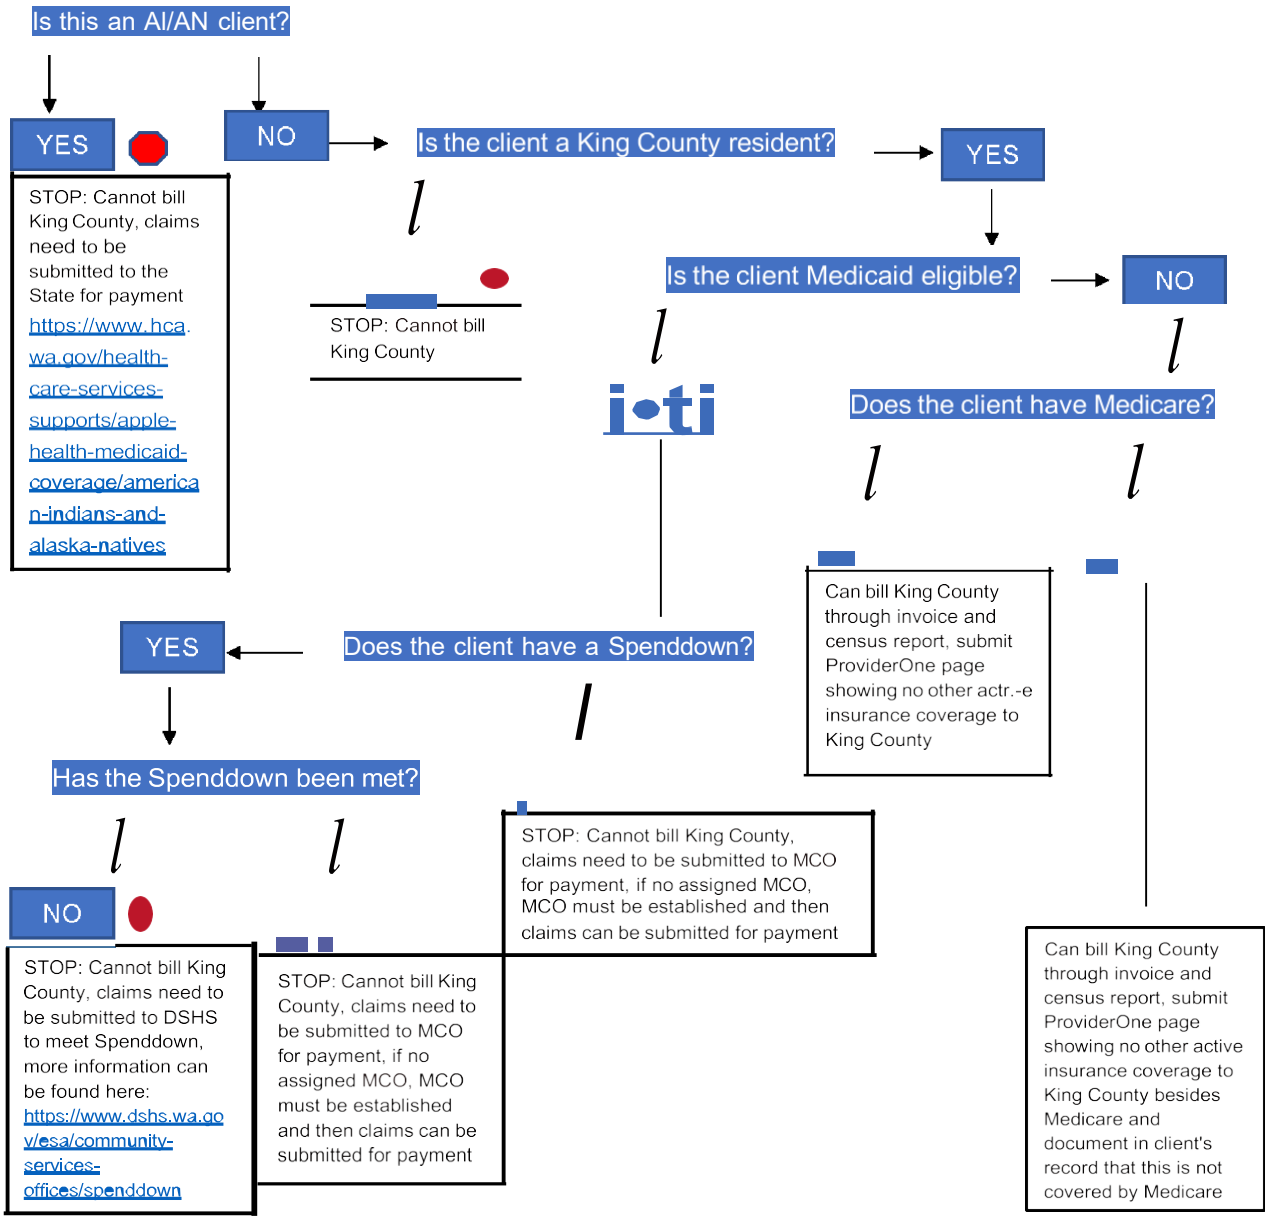 Is this an AI/AN client?
YES
NO
Is the client a King County resident?
YES
STOP: Cannot bill
King County, claims
need to be
submitted to the
State for payment
https://www.hca.
wa.gov/health-
care-services-
supports/apple-
health-medicaid-
coverage/america
n-indians-and-
alaska-natives
STOP: Cannot bill
King County
Is the client Medicaid eligible?
NO
Does the client have Medicare?
Can bill King County
through invoice and
census report, submit
ProviderOne page
showing no other actr.-e
insurance coverage to
King County
Does the client have a Spenddown?
YES
Has the Spenddown been met?
NO
STOP: Cannot bill King
County, claims need to
be submitted to DSHS
to meet Spenddown,
more information can
be found here:
https://www.dshs.wa.go
v/esa/community-
services-
offices/spenddown
STOP: Cannot bill King
County, claims need to
be submitted to MCO
for payment, if no
assigned MCO, MCO
must be established
and then claims can be
submitted for payment
STOP: Cannot bill King County,
claims need to be submitted to MCO
for payment, if no assigned MCO,
MCO must be established and then
claims can be submitted for payment
Can bill King County
through invoice and
census report, submit
ProviderOne page
showing no other active
insurance coverage to
King County besides
Medicare and
document in client's
record that this is not
covered by Medicare